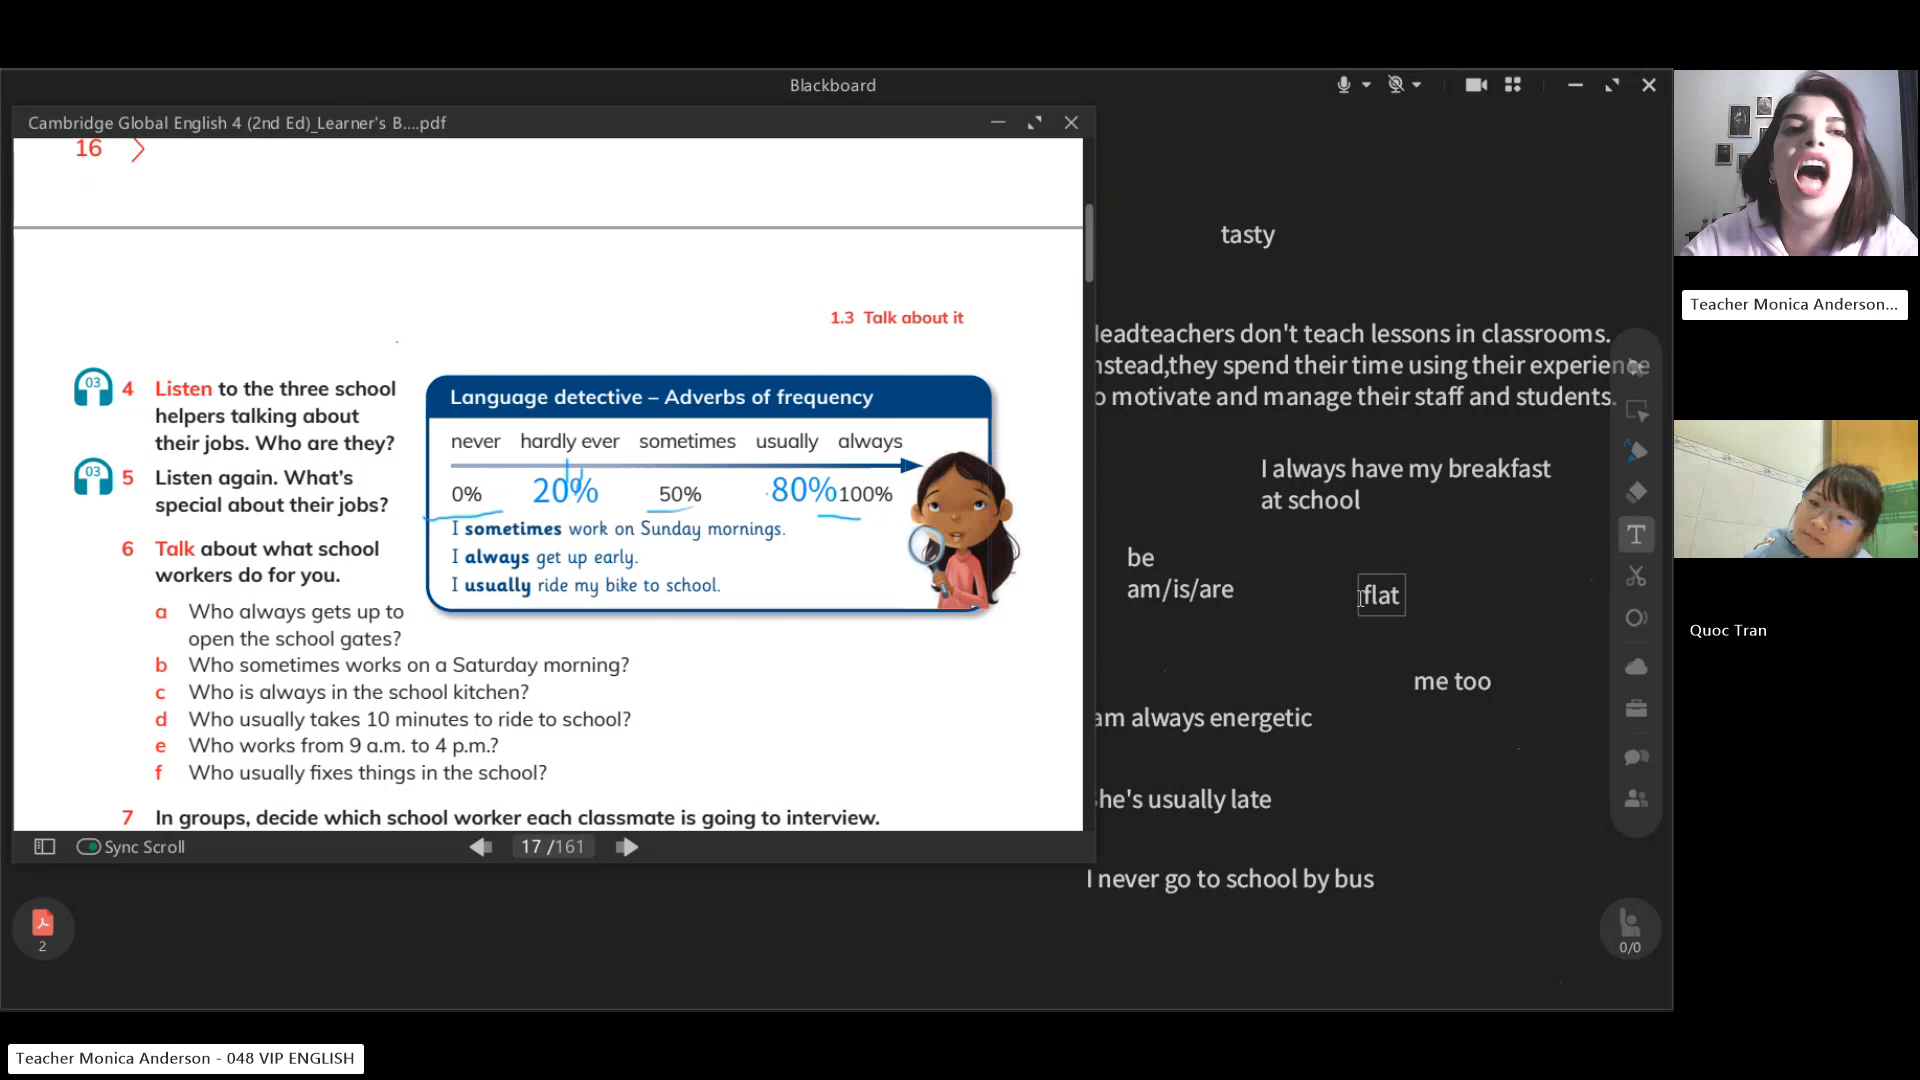 Blackboard
Cambridge Global English 4 (2nd Ed)_Learner's B....pdf
16
1.3 Talk about it
03
4 Listen to the three school
helpers talking about
their jobs. Who are they?
03
5 Listen again. What's
special about their jobs?
6 Talk about what school
workers do for you.
a Who always gets up to
open the school gates?
b Who sometimes works on a Saturday morning?
c Who is always in the school kitchen?
d Who usually takes 10 minutes to ride to school?
e Who works from 9 a.m. to 4 p.m.?
f Who usually fixes things in the school?
7 In groups, decide which school worker each classmate is going to interview.
Language detective – Adverbs of frequency
never hardly ever sometimes usually always
0% 20% 50% 80% 100%
I sometimes work on Sunday mornings.
I always get up early.
I usually ride my bike to school.
Sync Scroll
17 /161
2
tasty
eadteachers don't teach lessons in classrooms.
nstead,they spend their time using their experience
o motivate and manage their staff and students.
I always have my breakfast
at school
be
am/is/are
flat
me too
am always energetic
he's usually late
I never go to school by bus
T
0/0
Teacher Monica Anderson...
Quoc Tran
Teacher Monica Anderson - 048 VIP ENGLISH